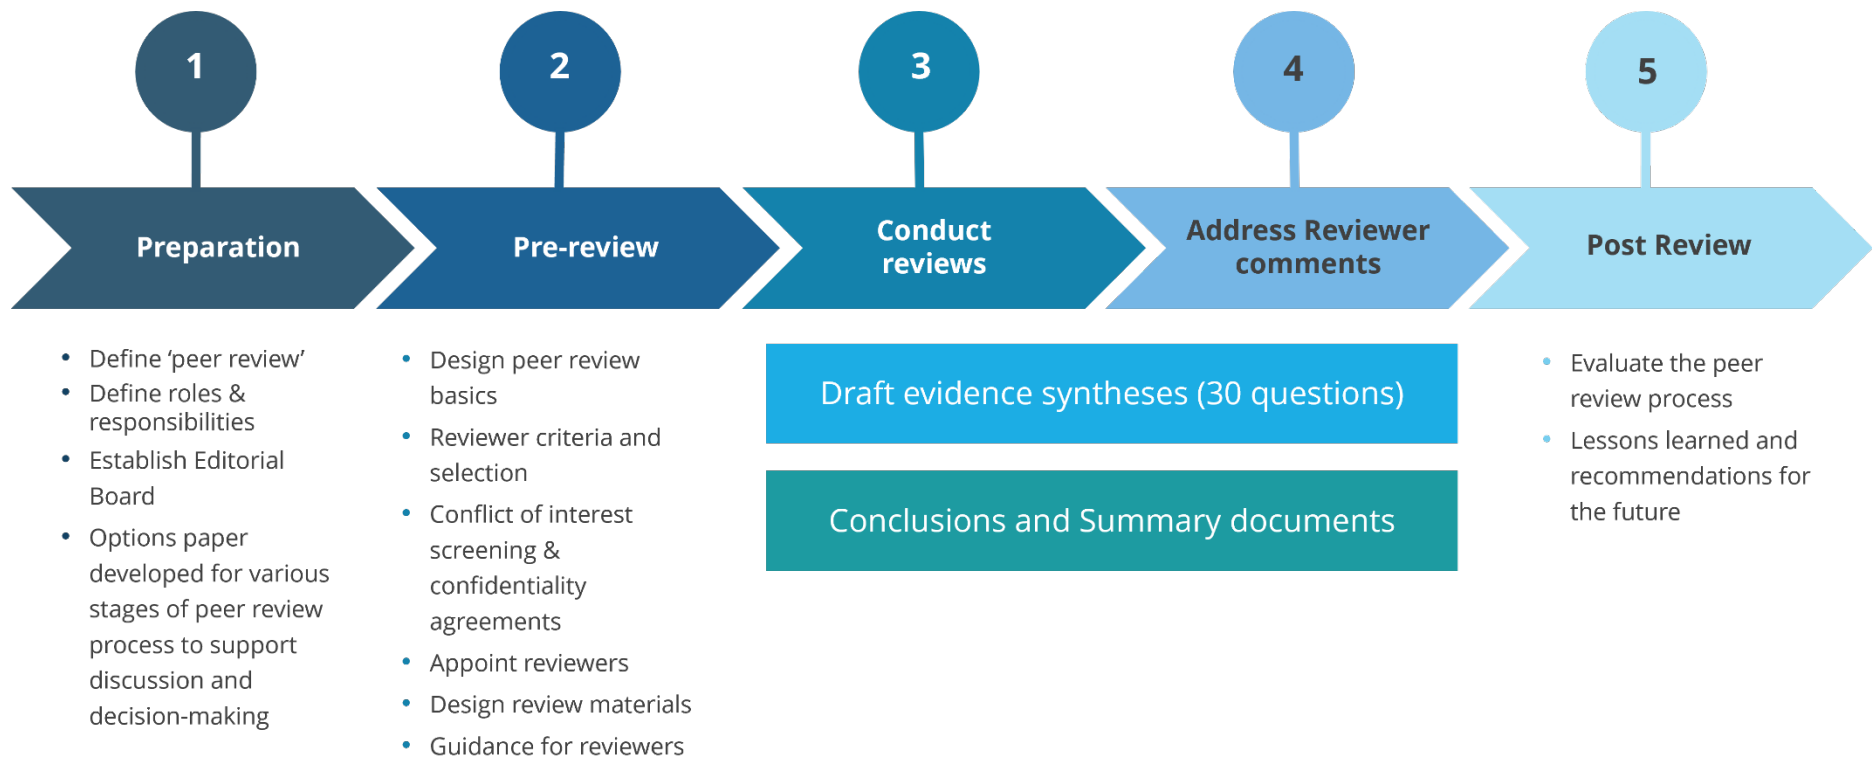 1
2
3
4
5
Preparation
Pre-review
Conduct
reviews
Address Reviewer
comments
Post Review
• Define ‘peer review’
• Define roles &
responsibilities
• Establish Editorial
Board
• Options paper
developed for various
stages of peer review
process to support
discussion and
decision-making
• Design peer review
basics
• Reviewer criteria and
selection
• Conflict of interest
screening &
confidentiality
agreements
• Appoint reviewers
• Design review materials
• Guidance for reviewers
Draft evidence syntheses (30 questions)
Conclusions and Summary documents
• Evaluate the peer
review process
• Lessons learned and
recommendations for
the future